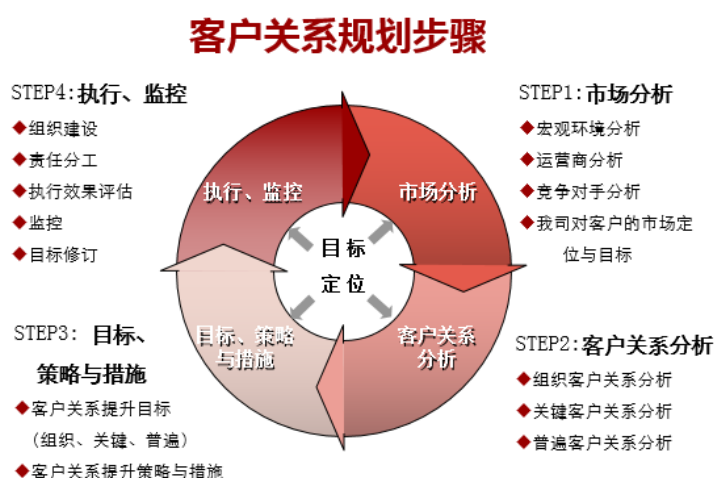 客户关系规划步骤
STEP4:执行、监控
◆组织建设
◆责任分工
◆执行效果评估
◆监控
◆目标修订
STEP1:市场分析
◆宏观环境分析
◆运营商分析
◆竞争对手分析
◆我司对客户的市场定
位与目标
执行、监控
市场分析
目标
定位
目标、策略
与措施
客户关系
分析
STEP3: 目标、
策略与措施
◆客户关系提升目标
（组织、关键、普遍）
◆客户关系提升策略与措施
STEP2:客户关系分析
◆组织客户关系分析
◆关键客户关系分析
◆普遍客户关系分析